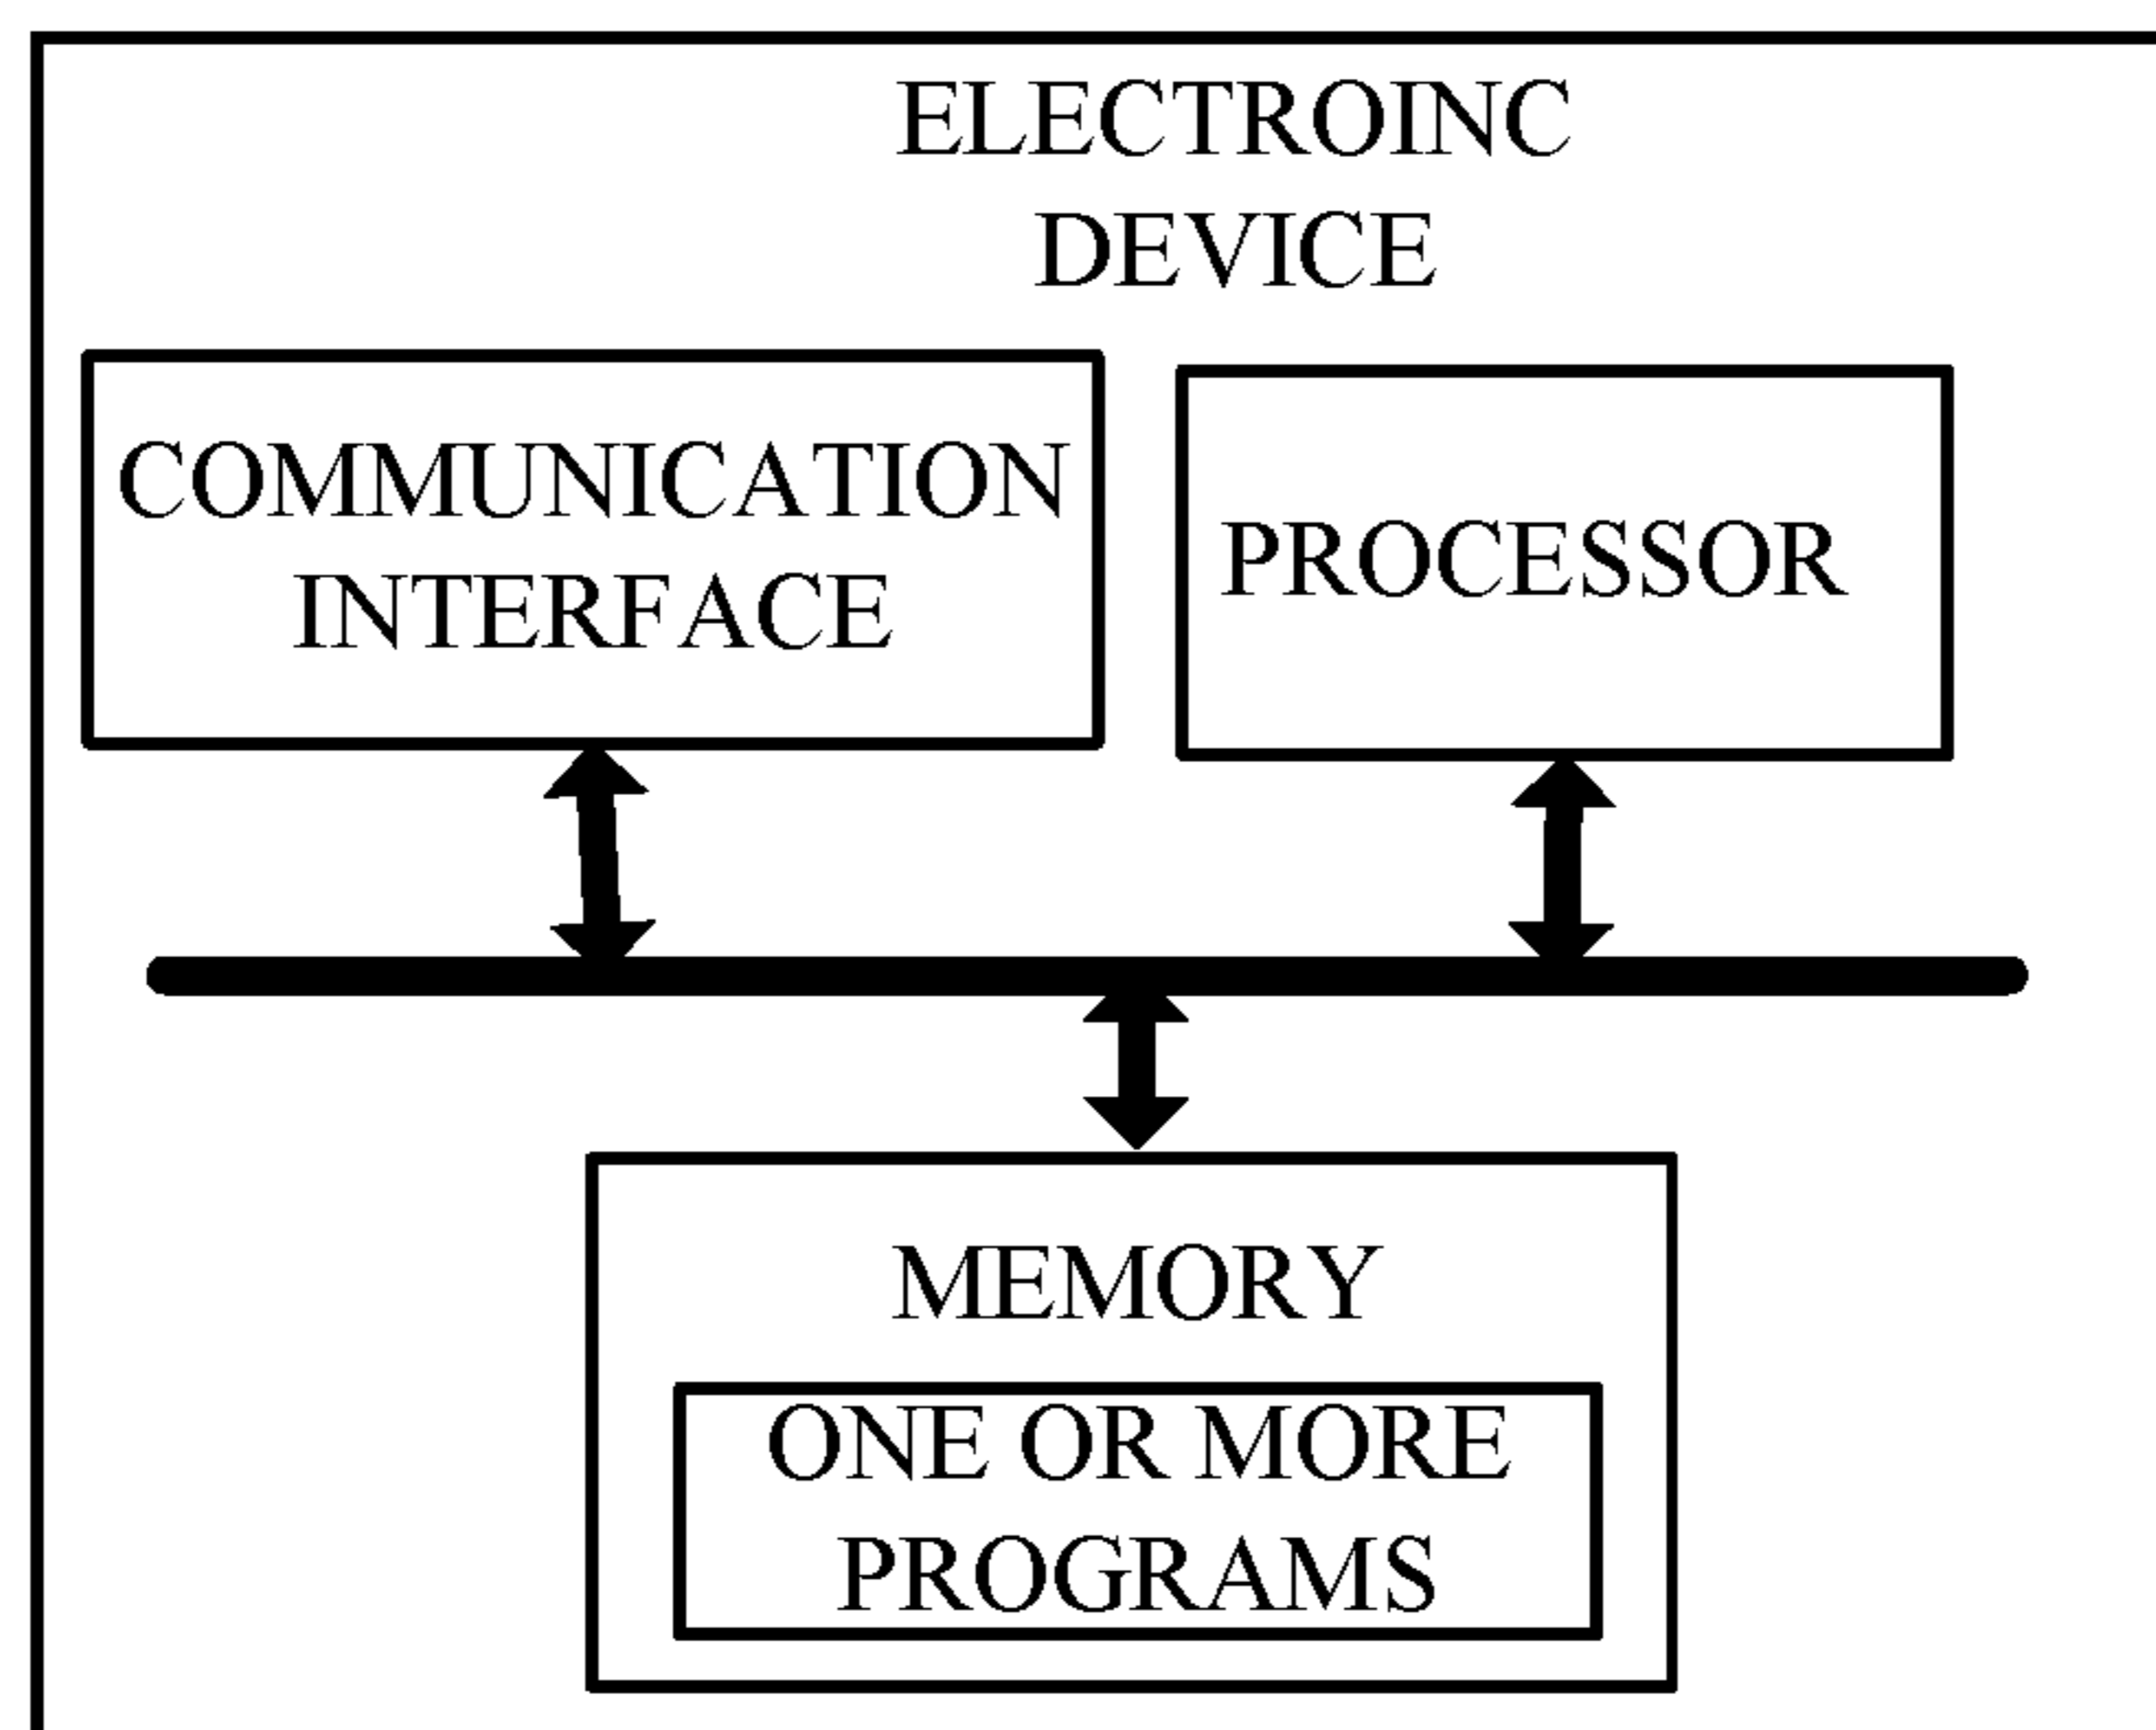 ELECTROINC
DEVICE
COMMUNICATION
INTERFACE
PROCESSOR
MEMORY
ONE OR MORE
PROGRAMS